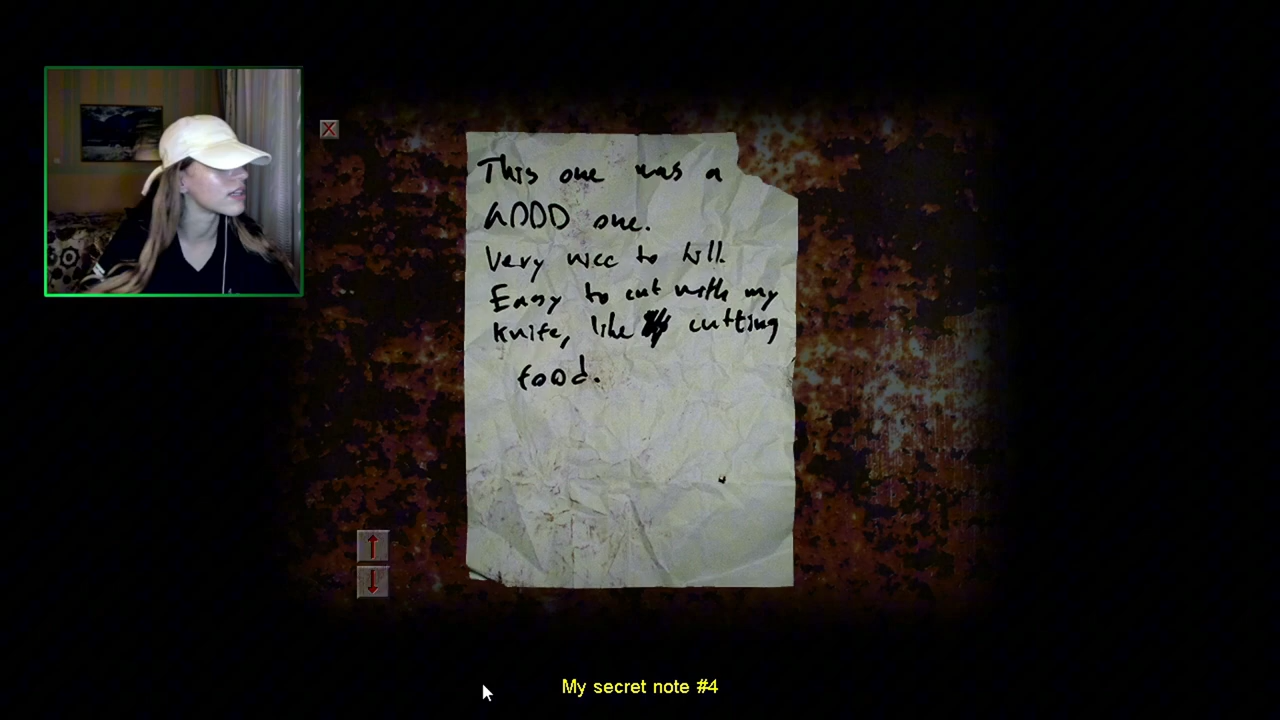 This one was a
GOOD one.
Very nice to kill.
Easy to cut with my
knife, like cutting
food.
My secret note #4